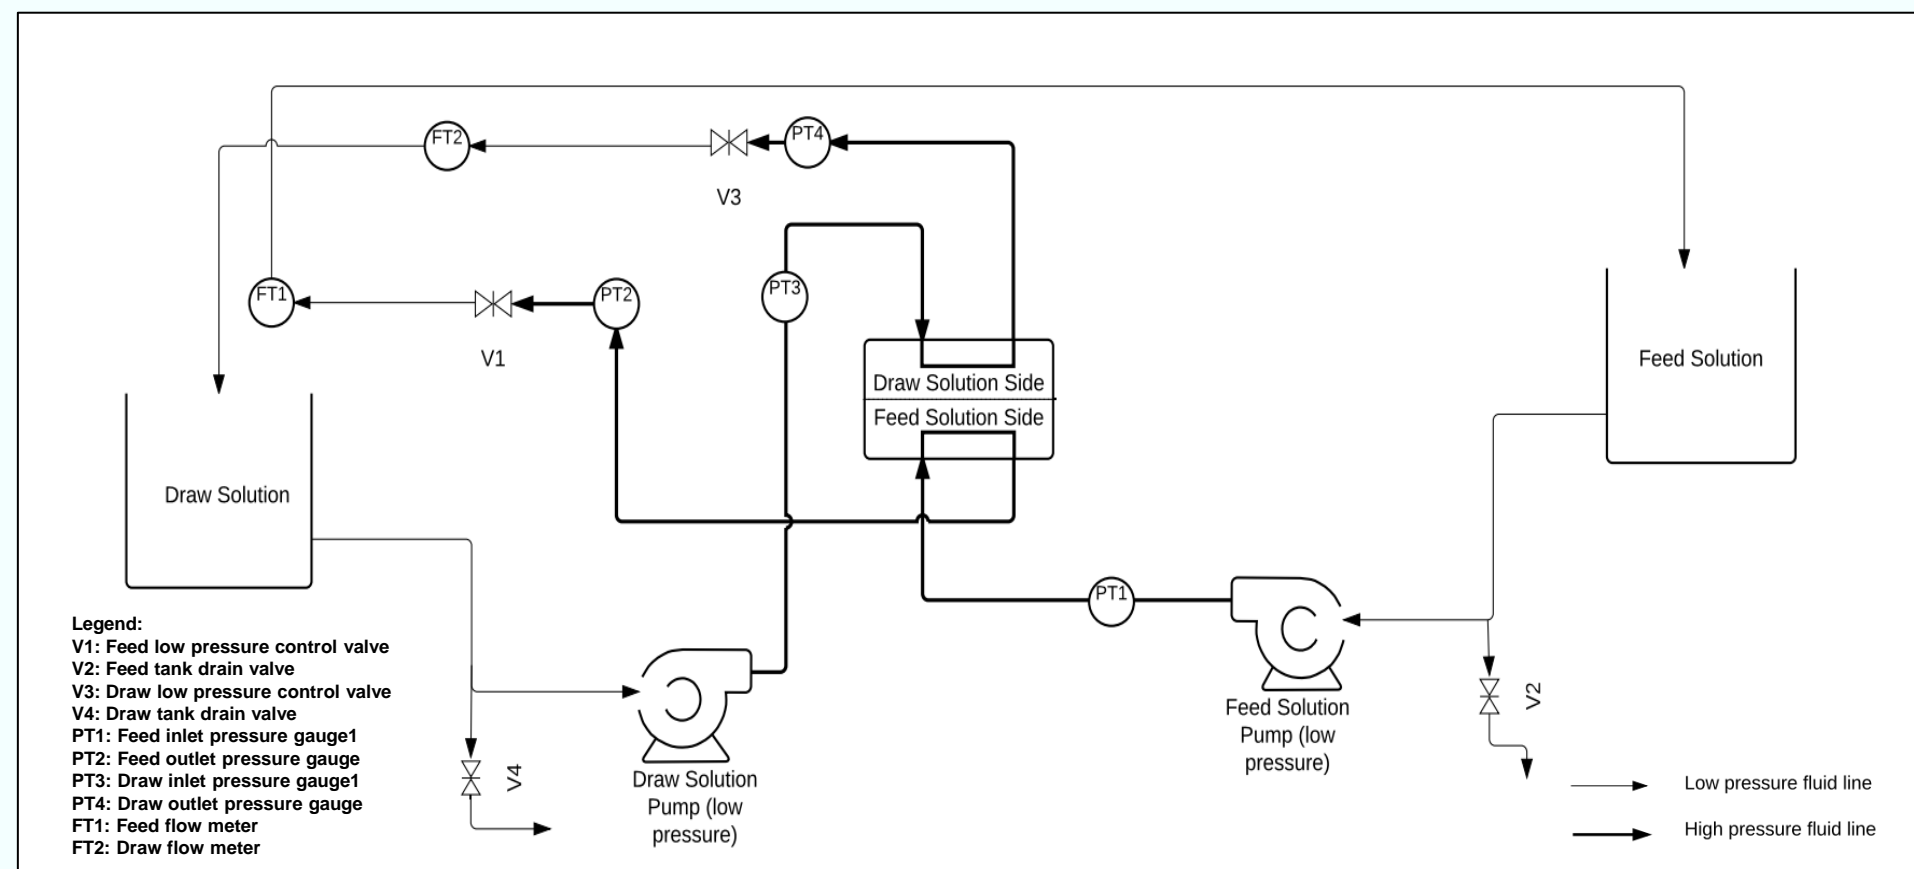 FT2
PT4
V3
FT1
PT2
PT3
V1
Draw Solution Side
Feed Solution Side
Feed Solution
Draw Solution
PT1
Legend:
V1: Feed low pressure control valve
V2: Feed tank drain valve
V3: Draw low pressure control valve
V4: Draw tank drain valve
PT1: Feed inlet pressure gauge1
PT2: Feed outlet pressure gauge
PT3: Draw inlet pressure gauge1
PT4: Draw outlet pressure gauge
FT1: Feed flow meter
FT2: Draw flow meter
V4
Draw Solution
Pump (low
pressure)
Feed Solution
Pump (low
pressure)
V2
Low pressure fluid line
High pressure fluid line